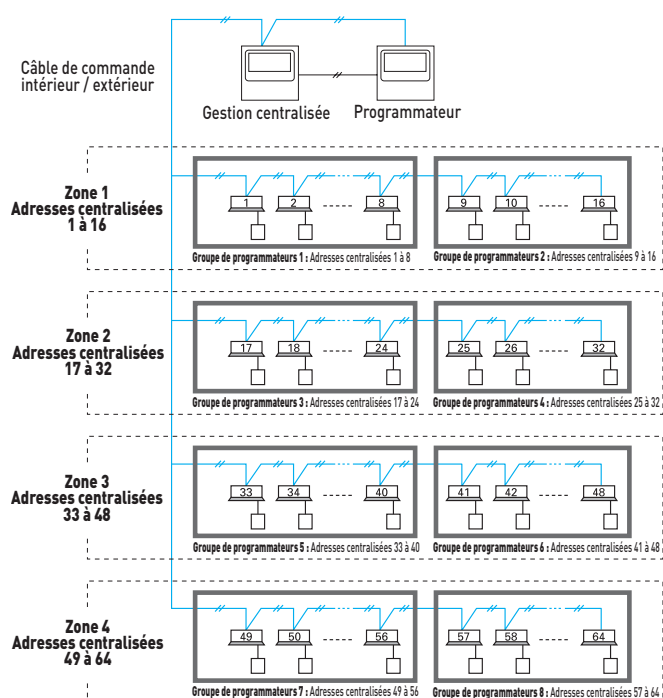 Câble de commande
intérieur / extérieur
Gestion centralisée
Programmateur
Zone 1
Adresses centralisées
1 à 16
1 2 8 9 10 16
Groupe de programmateurs 1 : Adresses centralisées 1 à 8
Groupe de programmateurs 2 : Adresses centralisées 9 à 16
Zone 2
Adresses centralisées
17 à 32
17 18 24 25 26 32
Groupe de programmateurs 3 : Adresses centralisées 17 à 24
Groupe de programmateurs 4 : Adresses centralisées 25 à 32
Zone 3
Adresses centralisées
33 à 48
33 34 40 41 42 48
Groupe de programmateurs 5 : Adresses centralisées 33 à 40
Groupe de programmateurs 6 : Adresses centralisées 41 à 48
Zone 4
Adresses centralisées
49 à 64
49 50 56 57 58 64
Groupe de programmateurs 7 : Adresses centralisées 49 à 56
Groupe de programmateurs 8 : Adresses centralisées 57 à 64